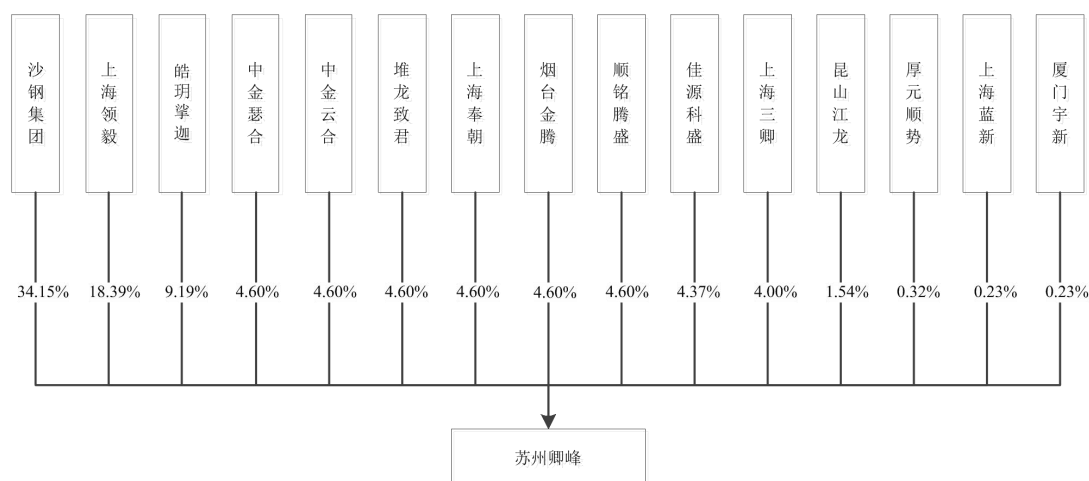 沙钢集团
上海领毅
皓玥挲迦
中金瑟合
中金云合
堆龙致君
上海奉朝
烟台金腾
顺铭腾盛
佳源科盛
上海三卿
昆山江龙
厚元顺势
上海蓝新
厦门宇新
34.15%
18.39%
9.19%
4.60%
4.60%
4.60%
4.60%
4.60%
4.60%
4.37%
4.00%
1.54%
0.32%
0.23%
0.23%
苏州卿峰